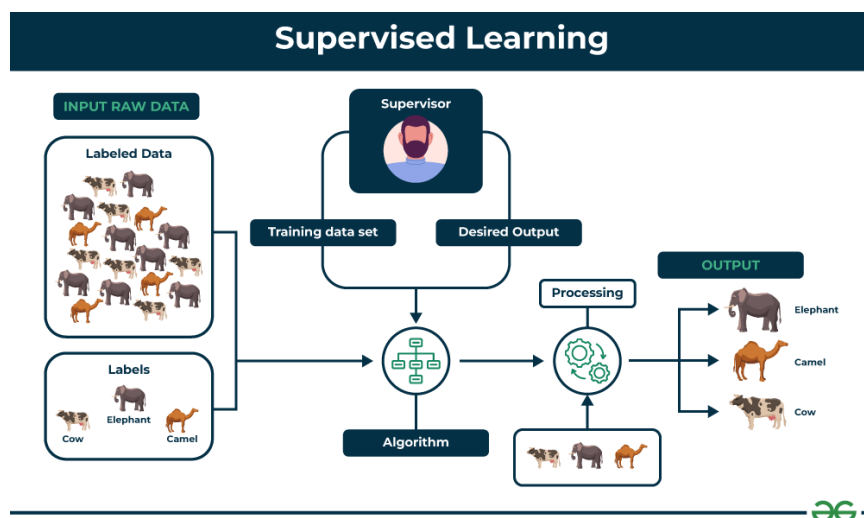 Supervised Learning
INPUT RAW DATA
Labeled Data
Labels
Elephant
Cow
Camel
Supervisor
Training data set
Desired Output
Algorithm
Processing
OUTPUT
Elephant
Camel
Cow